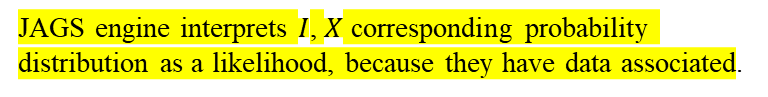 JAGS engine interprets I, X corresponding probability
distribution as a likelihood, because they have data associated.